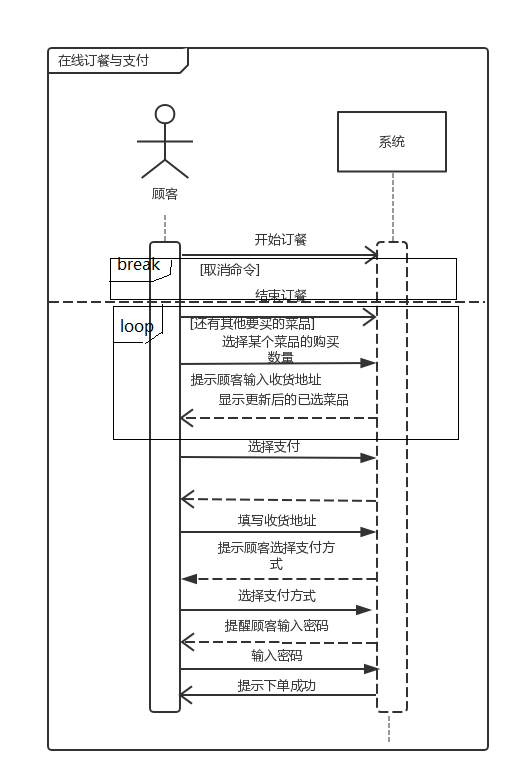 在线订餐与支付
系统
顾客
开始订餐
break
[取消命令]
结束订餐
loop
[还有其他要买的菜品]
选择某个菜品的购买
数量
提示顾客输入收货地址
显示更新后的已选菜品
选择支付
填写收货地址
提示顾客选择支付方
式
选择支付方式
提醒顾客输入密码
输入密码
提示下单成功